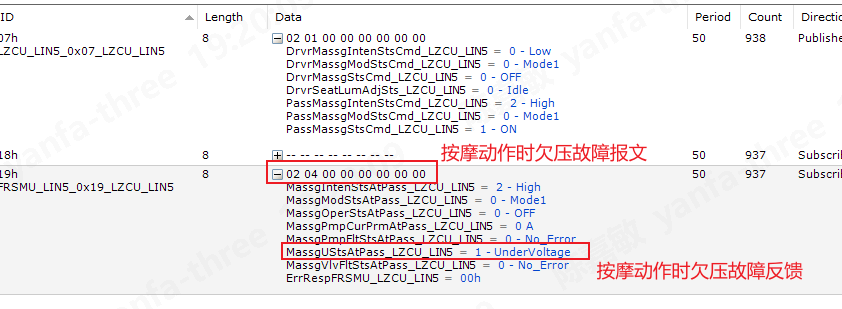 ID Length Data Period Count Directio
07h 8 02 01 00 00 00 00 00 00 50 938 Publishe
LZCU_LIN5_0x07_LZCU_LIN5 DrvrMassgIntenStsCmd_LZCU_LIN5 = 0 - Low
DrvrMassgModStsCmd_LZCU_LIN5 = 0 - Mode1
DrvrMassgStsCmd_LZCU_LIN5 = 0 - OFF
DrvrSeatLumAdjSts_LZCU_LIN5 = 0 - Idle
PassMassgIntenStsCmd_LZCU_LIN5 = 2 - High
PassMassgModStsCmd_LZCU_LIN5 = 0 - Mode1
PassMassgStsCmd_LZCU_LIN5 = 1 - ON
按摩动作时欠压故障报文
18h 8 -- -- -- -- -- -- -- -- 50 937 Subscri
19h 8 02 04 00 00 00 00 00 00 50 937 Subscri
FRSMU_LIN5_0x19_LZCU_LIN5 MassgIntenStsAtPass_LZCU_LIN5 = 2 - High
MassgModStsAtPass_LZCU_LIN5 = 0 - Mode1
MassgOperStsAtPass_LZCU_LIN5 = 0 - OFF
MassgPmpCurPrmAtPass_LZCU_LIN5 = 0 A
MassgPmpFltStsAtPass_LZCU_LIN5 = 0 - No_Error
MassgUStsAtPass_LZCU_LIN5 = 1 - UnderVoltage
MassgVlvFltStsAtPass_LZCU_LIN5 = 0 - No_Error
按摩动作时欠压故障反馈
ErrRespFRSMU_LIN5 = 00h